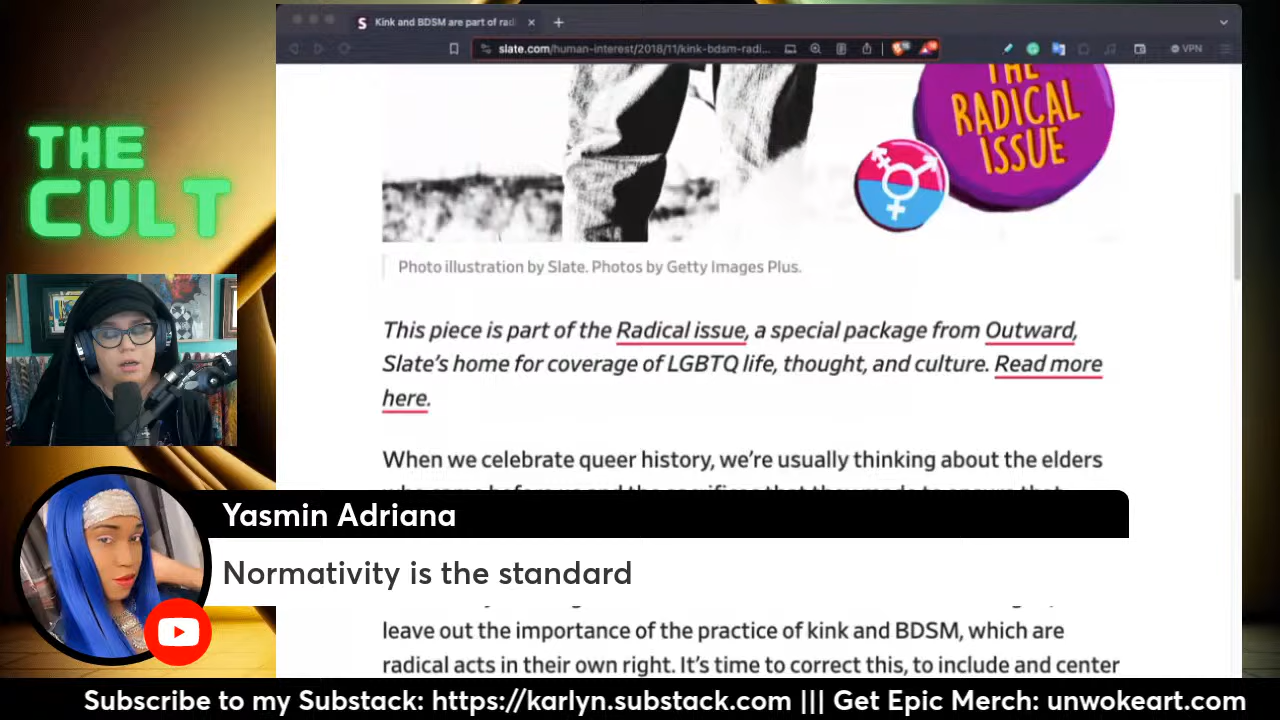 Kink and BDSM are part of rad
slate.com/human-interest/2018/11/kink-bdsm-radi...
VPN
THE
CULT
THE
RADICAL
ISSUE
Photo illustration by Slate. Photos by Getty Images Plus.
This piece is part of the Radical issue, a special package from Outward,
Slate’s home for coverage of LGBTQ life, thought, and culture. Read more
here.
When we celebrate queer history, we’re usually thinking about the elders
Yasmin Adriana
Normativity is the standard
leave out the importance of the practice of kink and BDSM, which are
radical acts in their own right. It’s time to correct this, to include and center
Subscribe to my Substack: https://karlyn.substack.com ||| Get Epic Merch: unwokeart.com